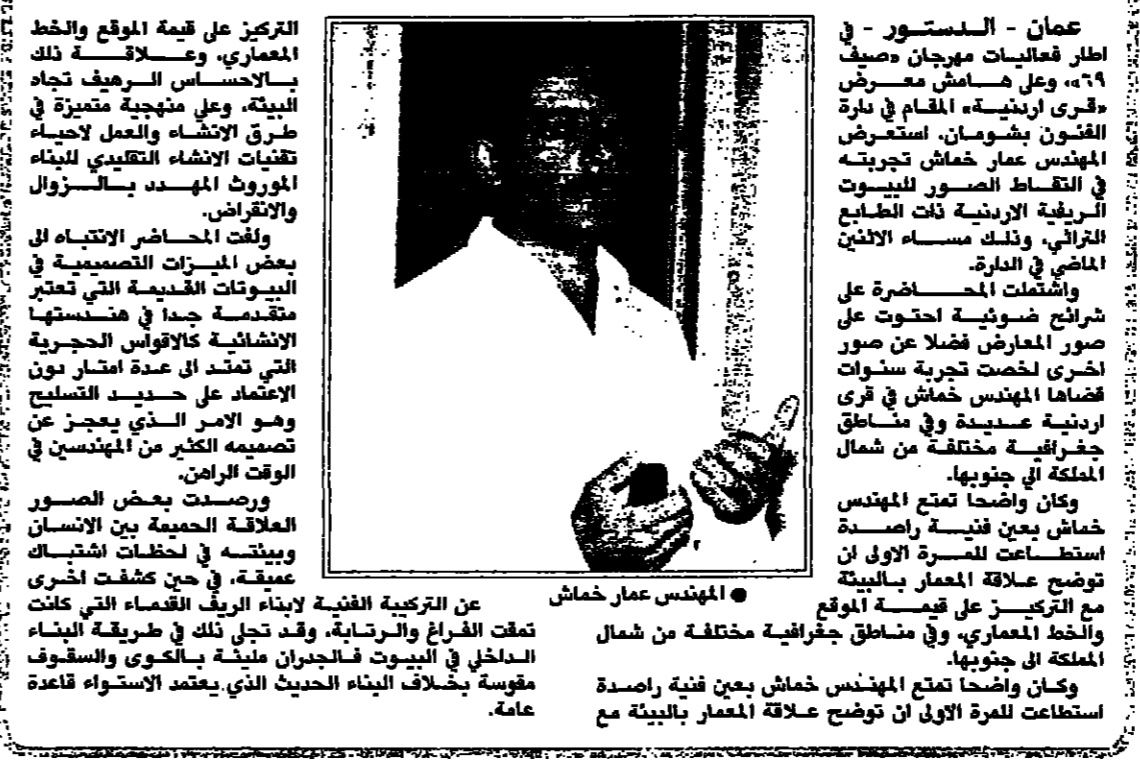 عمان - الـدستـور - في
اطار فعاليات مهرجان «صيف
٩٦»، وعلى هامش معرض
«قرى اردنية» المقام في دارة
الفنون بشومان، استعرض
المهندس عمار خماش تجربته
في التقاط الصور للبيوت
الريفية الاردنية ذات الطابع
التراثي، وذلك مساء الاثنين
الماضي في الدارة.
واشتملت المحاضرة على
شرائح ضوئية احتوت على
صور المعارض فضلا عن صور
اخرى لخصت تجربة سنوات
قضاها المهندس خماش في قرى
اردنية عديدة وفي مناطق
جغرافية مختلفة من شمال
المملكة الى جنوبها.
وكان واضحا تمتع المهندس
خماش بعين فنية راصدة
استطاعت للمرة الاولى ان
توضح علاقة المعمار بالبيئة
مع التركيز على قيمة الموقع
والخط المعماري، وفي مناطق جغرافية مختلفة من شمال
المملكة الى جنوبها.
وكان واضحا تمتع المهندس خماش بعين فنية راصدة
استطاعت للمرة الاولى ان توضح علاقة المعمار بالبيئة مع
● المهندس عمار خماش
التركيز على قيمة الموقع والخط
المعماري، وعلاقة ذلك
بالاحساس الرهيف تجاه
البيئة، وعلى منهجية متميزة في
طرق الانشاء والعمل لاحياء
تقنيات الانشاء التقليدي للبناء
الموروث المهدد بالزوال
والانقراض.
ولفت المحاضر الانتباه الى
بعض الميزات التصميمية في
البيوتات القديمة التي تعتبر
متقدمة جدا في هندستها
الانشائية كالاقواس الحجرية
التي تمتد الى عدة امتار دون
الاعتماد على حديد التسليح
وهو الامر الذي يعجز عن
تصميمه الكثير من المهندسين في
الوقت الراهن.
ورصدت بعض الصور
العلاقة الحميمة بين الانسان
وبيئته في لحظات اشتباك
عميقة، في حين كشفت اخرى
عن التركيبة الفنية لابناء الريف القدماء التي كانت
تمقت الفراغ والرتابة، وقد تجلى ذلك في طريقة البناء
الداخلي في البيوت فالجدران مليئة بالكوى والسقوف
مقوسة بخلاف البناء الحديث الذي يعتمد الاستواء قاعدة
عامة.